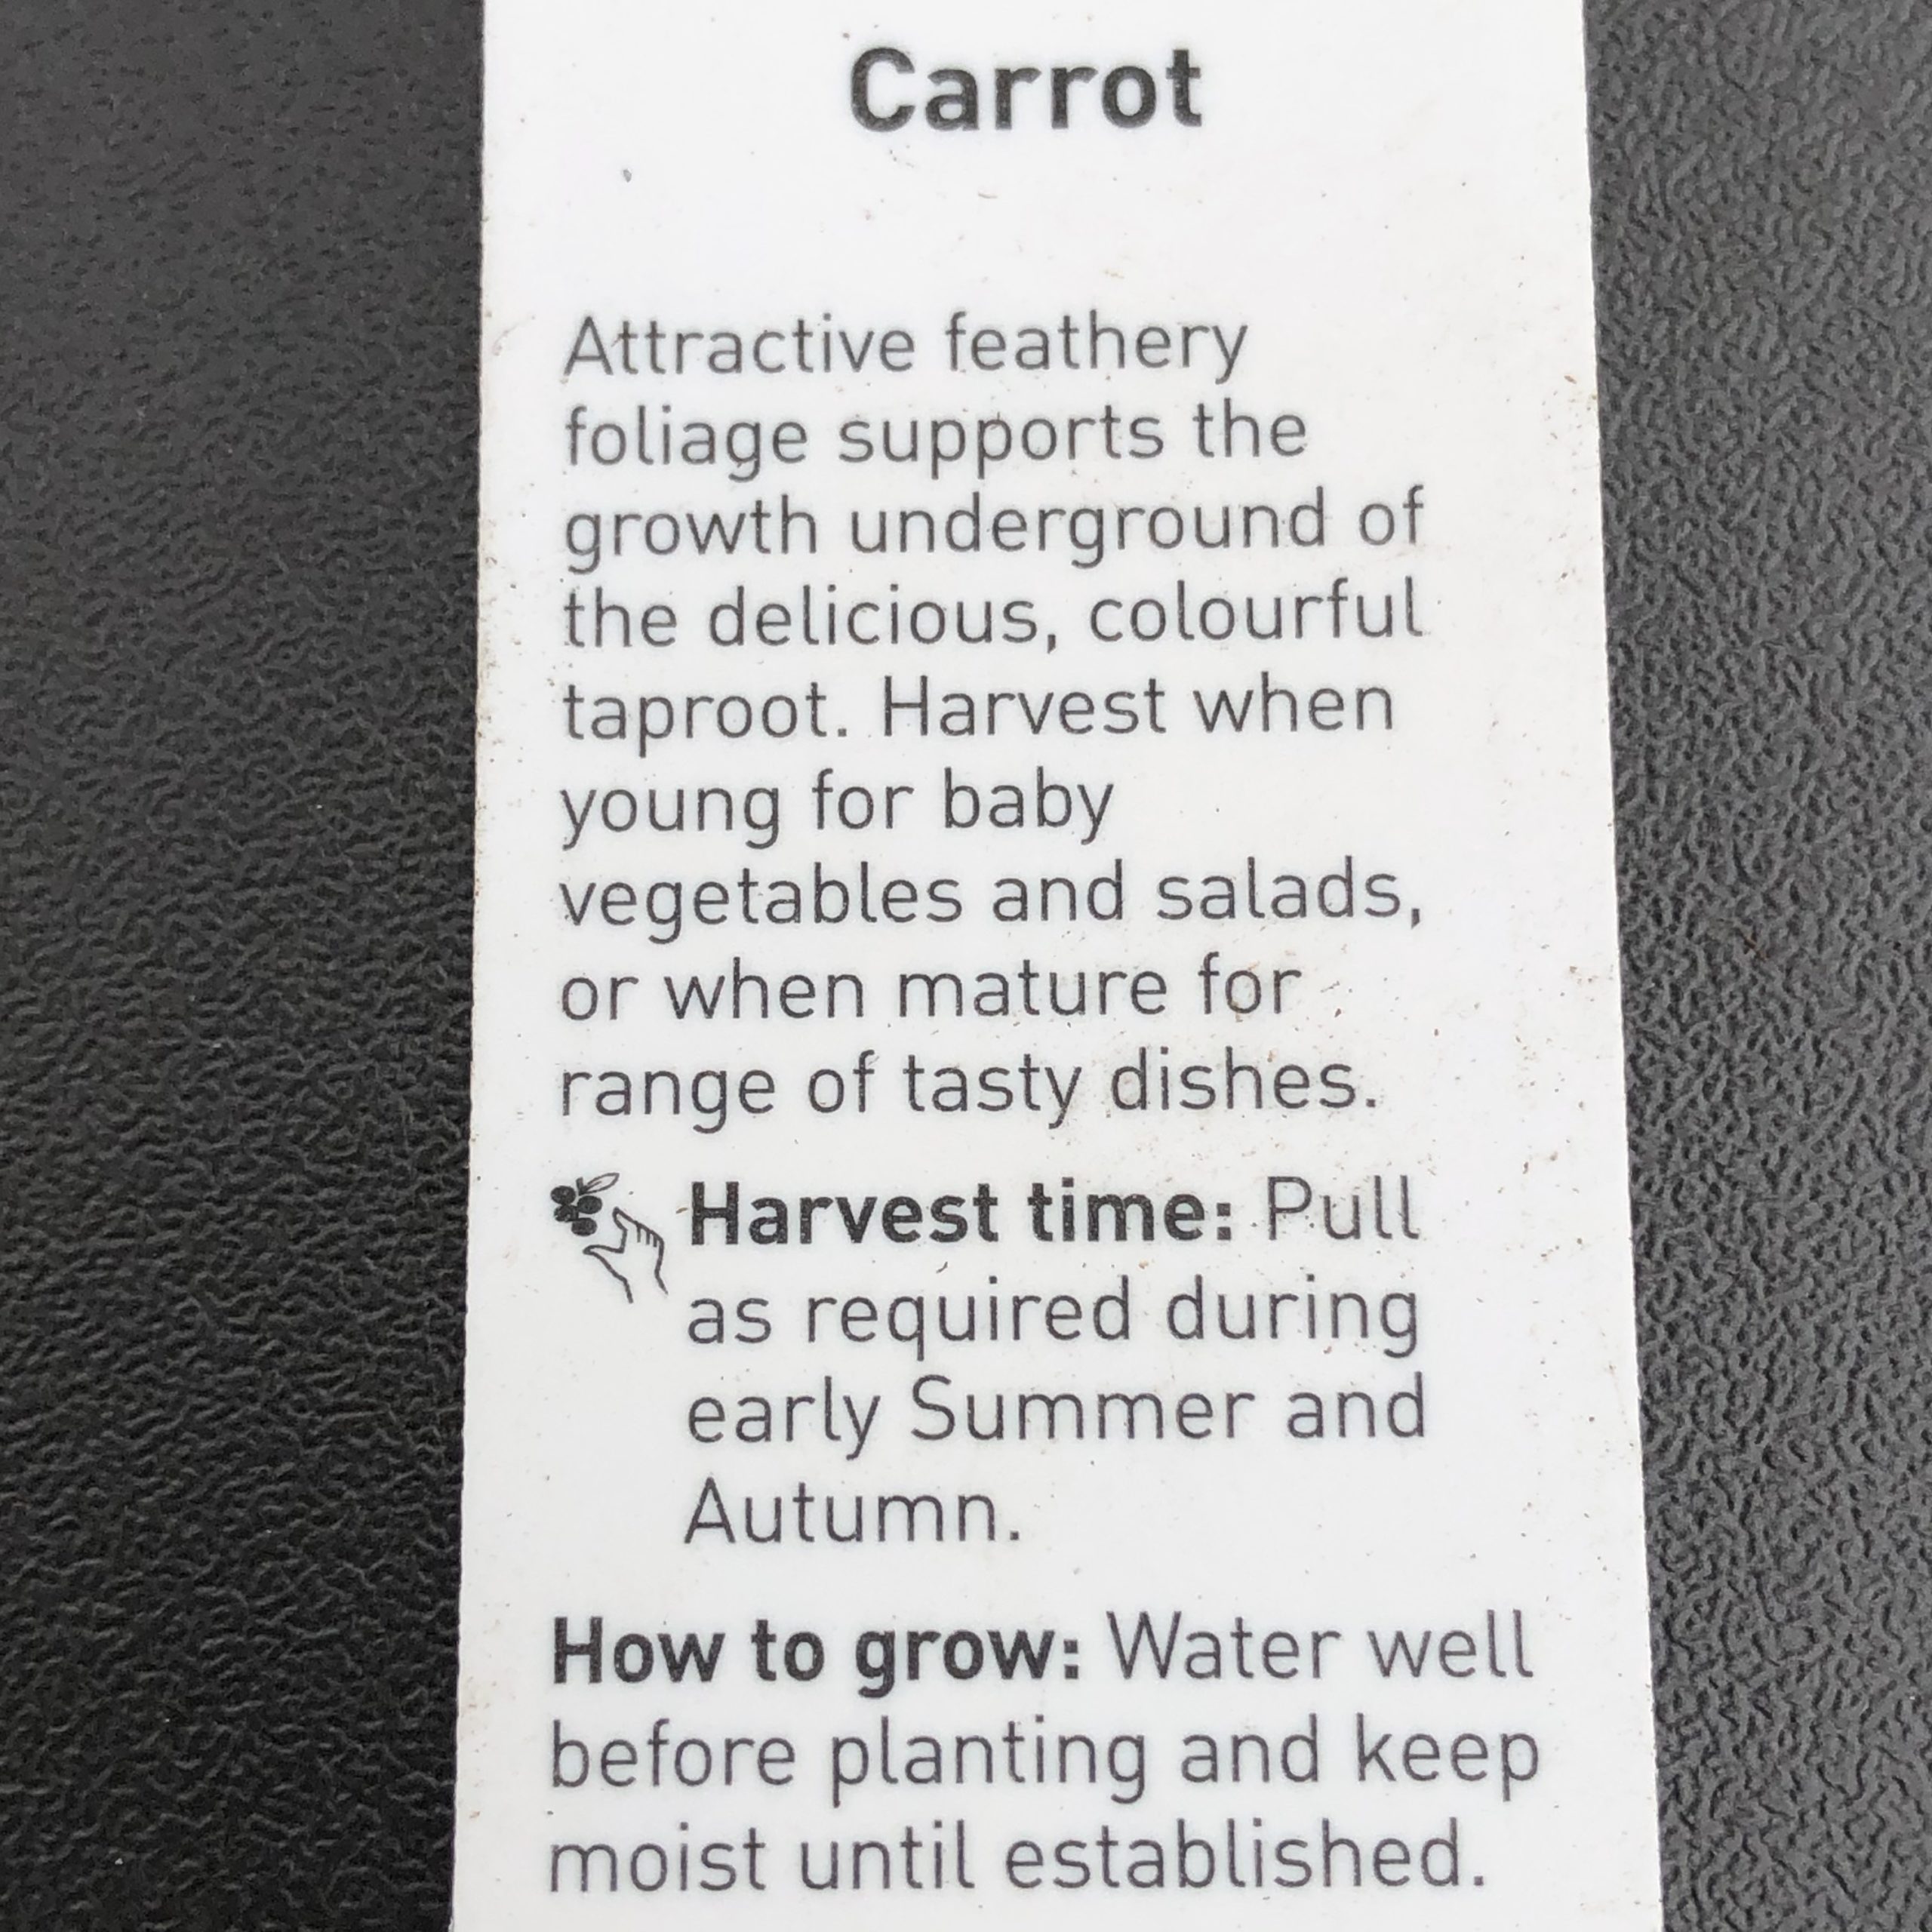 Carrot
Attractive feathery
foliage supports the
growth underground of
the delicious, colourful
taproot. Harvest when
young for baby
vegetables and salads,
or when mature for
range of tasty dishes.
Harvest time: Pull
as required during
early Summer and
Autumn.
How to grow: Water well
before planting and keep
moist until established.